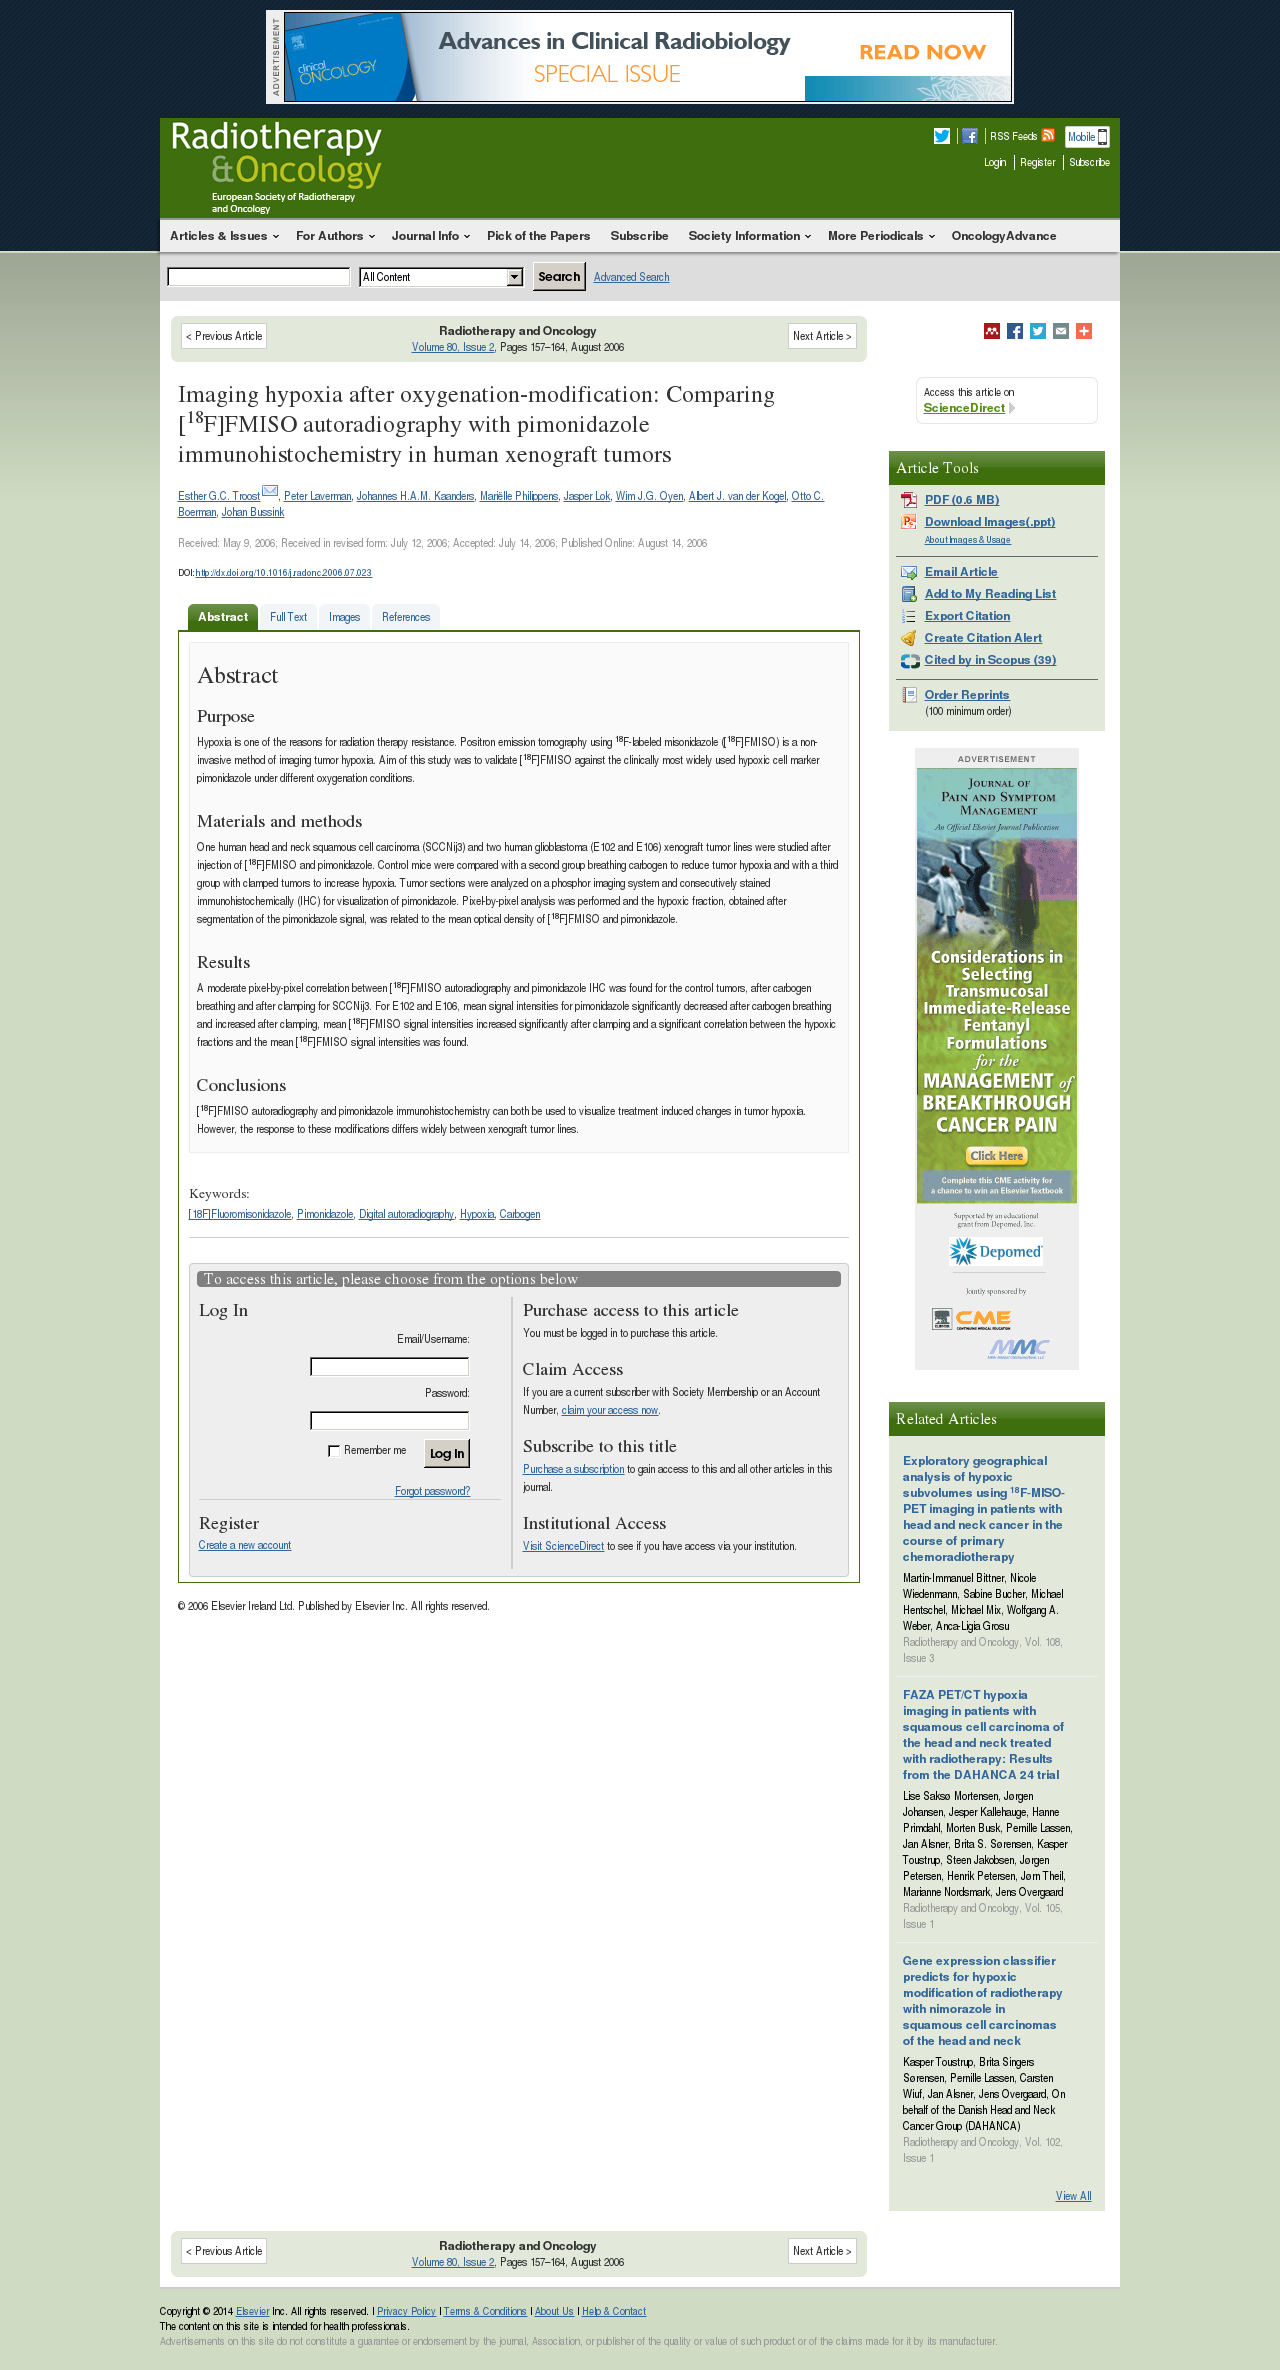 ADVERTISEMENT
clinical
ONCOLOGY
Advances in Clinical Radiobiology
SPECIAL ISSUE
READ NOW
Radiotherapy
&Oncology
European Society of Radiotherapy
and Oncology
RSS Feeds
Mobile
Login
Register
Subscribe
Articles & Issues
For Authors
Journal Info
Pick of the Papers
Subscribe
Society Information
More Periodicals
OncologyAdvance
All Content
Search
Advanced Search
< Previous Article
Radiotherapy and Oncology
Volume 80, Issue 2, Pages 157–164, August 2006
Next Article >
Imaging hypoxia after oxygenation-modification: Comparing
[18F]FMISO autoradiography with pimonidazole
immunohistochemistry in human xenograft tumors
Esther G.C. Troost, Peter Laverman, Johannes H.A.M. Kaanders, Mariëlle Philippens, Jasper Lok, Wim J.G. Oyen, Albert J. van der Kogel, Otto C.
Boerman, Johan Bussink
Received: May 9, 2006; Received in revised form: July 12, 2006; Accepted: July 14, 2006; Published Online: August 14, 2006
DOI: http://dx.doi.org/10.1016/j.radonc.2006.07.023
Abstract
Full Text
Images
References
Abstract
Purpose
Hypoxia is one of the reasons for radiation therapy resistance. Positron emission tomography using 18F-labeled misonidazole ([18F]FMISO) is a non-
invasive method of imaging tumor hypoxia. Aim of this study was to validate [18F]FMISO against the clinically most widely used hypoxic cell marker
pimonidazole under different oxygenation conditions.
Materials and methods
One human head and neck squamous cell carcinoma (SCCNij3) and two human glioblastoma (E102 and E106) xenograft tumor lines were studied after
injection of [18F]FMISO and pimonidazole. Control mice were compared with a second group breathing carbogen to reduce tumor hypoxia and with a third
group with clamped tumors to increase hypoxia. Tumor sections were analyzed on a phosphor imaging system and consecutively stained
immunohistochemically (IHC) for visualization of pimonidazole. Pixel-by-pixel analysis was performed and the hypoxic fraction, obtained after
segmentation of the pimonidazole signal, was related to the mean optical density of [18F]FMISO and pimonidazole.
Results
A moderate pixel-by-pixel correlation between [18F]FMISO autoradiography and pimonidazole IHC was found for the control tumors, after carbogen
breathing and after clamping for SCCNij3. For E102 and E106, mean signal intensities for pimonidazole significantly decreased after carbogen breathing
and increased after clamping, mean [18F]FMISO signal intensities increased significantly after clamping and a significant correlation between the hypoxic
fractions and the mean [18F]FMISO signal intensities was found.
Conclusions
[18F]FMISO autoradiography and pimonidazole immunohistochemistry can both be used to visualize treatment induced changes in tumor hypoxia.
However, the response to these modifications differs widely between xenograft tumor lines.
Keywords:
[18F]Fluoromisonidazole, Pimonidazole, Digital autoradiography, Hypoxia, Carbogen
To access this article, please choose from the options below
Log In
Email/Username:
Password:
Remember me
Log In
Forgot password?
Register
Create a new account
Purchase access to this article
You must be logged in to purchase this article.
Claim Access
If you are a current subscriber with Society Membership or an Account
Number, claim your access now.
Subscribe to this title
Purchase a subscription to gain access to this and all other articles in this
journal.
Institutional Access
Visit ScienceDirect to see if you have access via your institution.
© 2006 Elsevier Ireland Ltd. Published by Elsevier Inc. All rights reserved.
Access this article on
ScienceDirect
Article Tools
PDF (0.6 MB)
Download Images(.ppt)
About Images & Usage
Email Article
Add to My Reading List
Export Citation
Create Citation Alert
Cited by in Scopus (39)
Order Reprints
(100 minimum order)
ADVERTISEMENT
JOURNAL OF
PAIN AND SYMPTOM
MANAGEMENT
An Official Elsevier Journal Publication
Considerations in
Selecting
Transmucosal
Immediate-Release
Fentanyl
Formulations
for the
MANAGEMENT of
BREAKTHROUGH
CANCER PAIN
Click Here
Complete this CME activity for
a chance to win an Elsevier Textbook
Supported by an educational
grant from Depomed, Inc.
Depomed
Jointly sponsored by
CME
CONTINUING MEDICAL EDUCATION
MMC
Related Articles
Exploratory geographical
analysis of hypoxic
subvolumes using 18F-MISO-
PET imaging in patients with
head and neck cancer in the
course of primary
chemoradiotherapy
Martin-Immanuel Bittner, Nicole
Wiedenmann, Sabine Bucher, Michael
Hentschel, Michael Mix, Wolfgang A.
Weber, Anca-Ligia Grosu
Radiotherapy and Oncology, Vol. 108,
Issue 3
FAZA PET/CT hypoxia
imaging in patients with
squamous cell carcinoma of
the head and neck treated
with radiotherapy: Results
from the DAHANCA 24 trial
Lise Saksø Mortensen, Jørgen
Johansen, Jesper Kallehauge, Hanne
Primdahl, Morten Busk, Pernille Lassen,
Jan Alsner, Brita S. Sørensen, Kasper
Toustrup, Steen Jakobsen, Jørgen
Petersen, Henrik Petersen, Jørn Theil,
Marianne Nordsmark, Jens Overgaard
Radiotherapy and Oncology, Vol. 105,
Issue 1
Gene expression classifier
predicts for hypoxic
modification of radiotherapy
with nimorazole in
squamous cell carcinomas
of the head and neck
Kasper Toustrup, Brita Singers
Sørensen, Pernille Lassen, Carsten
Wiuf, Jan Alsner, Jens Overgaard, On
behalf of the Danish Head and Neck
Cancer Group (DAHANCA)
Radiotherapy and Oncology, Vol. 102,
Issue 1
View All
< Previous Article
Radiotherapy and Oncology
Volume 80, Issue 2, Pages 157–164, August 2006
Next Article >
Copyright © 2014 Elsevier Inc. All rights reserved. | Privacy Policy | Terms & Conditions | About Us | Help & Contact
The content on this site is intended for health professionals.
Advertisements on this site do not constitute a guarantee or endorsement by the journal, Association, or publisher of the quality or value of such product or of the claims made for it by its manufacturer.